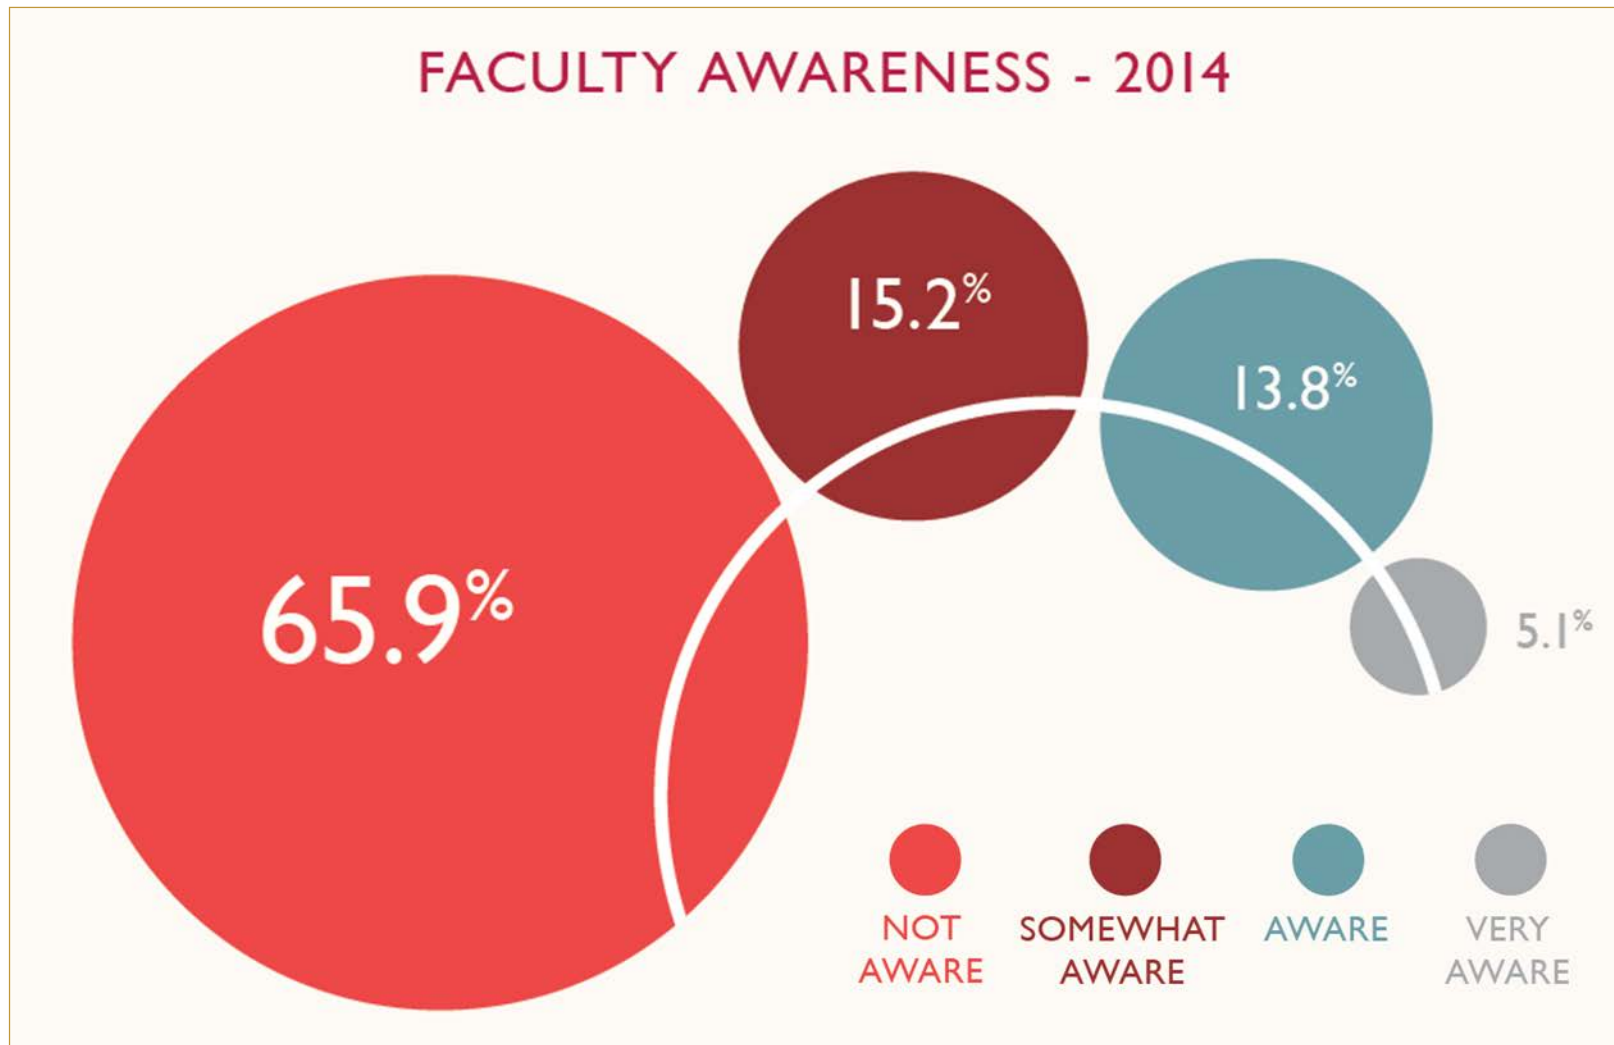 FACULTY AWARENESS - 2014
15.2%
13.8%
65.9%
5.1%
NOT
AWARE
SOMEWHAT
AWARE
AWARE
VERY
AWARE